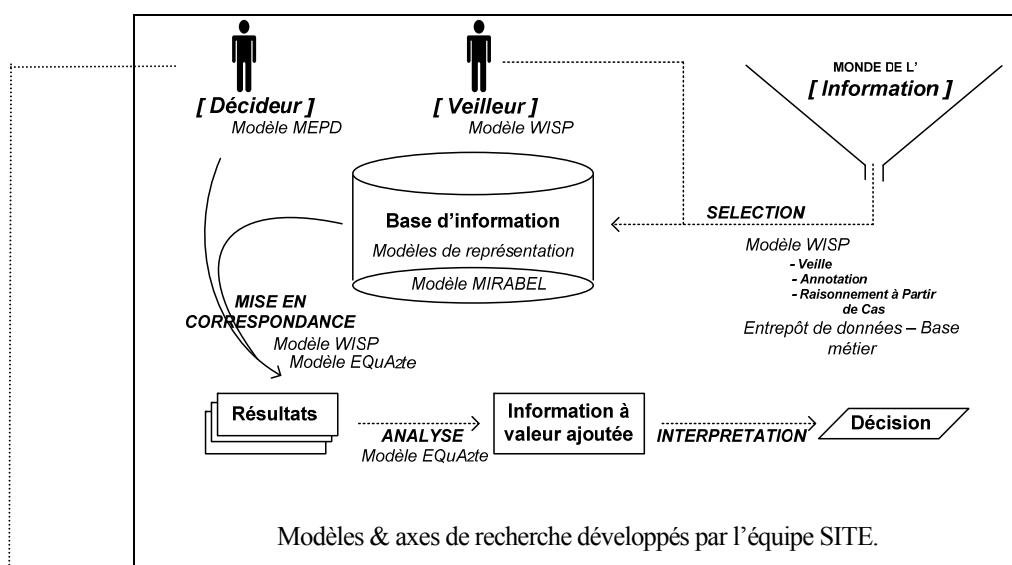 MONDE DE L'
[ Information ]
[ Décideur ]
Modèle MEPD
[ Veilleur ]
Modèle WISP
Base d'information
Modèles de représentation
Modèle MIRABEL
SELECTION
Modèle WISP
- Veille
- Annotation
- Raisonnement à Partir
de Cas
Entrepôt de données – Base
métier
MISE EN
CORRESPONDANCE
Modèle WISP
Modèle EQuA2te
Résultats
ANALYSE
Modèle EQuA2te
Information à
valeur ajoutée
INTERPRETATION
Décision
Modèles & axes de recherche développés par l'équipe SITE.